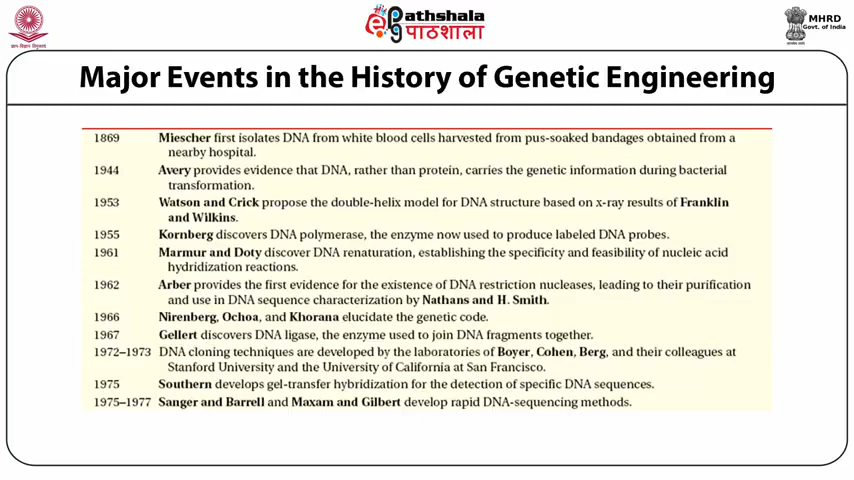 ज्ञान-विज्ञान विमुक्तये
ePathshala
पाठशाला
MHRD
Govt. of India
Major Events in the History of Genetic Engineering
1869 Miescher first isolates DNA from white blood cells harvested from pus-soaked bandages obtained from a
nearby hospital.
1944 Avery provides evidence that DNA, rather than protein, carries the genetic information during bacterial
transformation.
1953 Watson and Crick propose the double-helix model for DNA structure based on x-ray results of Franklin
and Wilkins.
1955 Kornberg discovers DNA polymerase, the enzyme now used to produce labeled DNA probes.
1961 Marmur and Doty discover DNA renaturation, establishing the specificity and feasibility of nucleic acid
hydridization reactions.
1962 Arber provides the first evidence for the existence of DNA restriction nucleases, leading to their purification
and use in DNA sequence characterization by Nathans and H. Smith.
1966 Nirenberg, Ochoa, and Khorana elucidate the genetic code.
1967 Gellert discovers DNA ligase, the enzyme used to join DNA fragments together.
1972–1973 DNA cloning techniques are developed by the laboratories of Boyer, Cohen, Berg, and their colleagues at
Stanford University and the University of California at San Francisco.
1975 Southern develops gel-transfer hybridization for the detection of specific DNA sequences.
1975–1977 Sanger and Barrell and Maxam and Gilbert develop rapid DNA-sequencing methods.